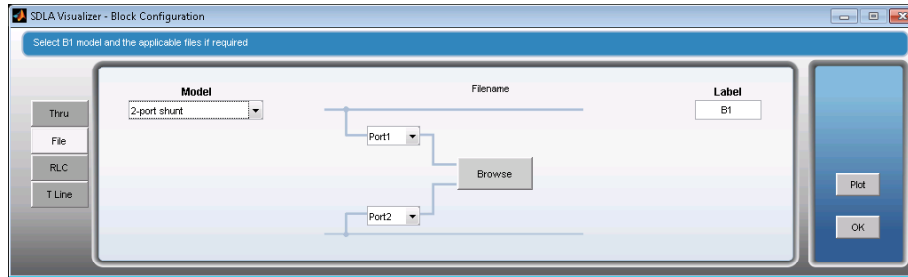 SDLA Visualizer - Block Configuration
Select B1 model and the applicable files if required
Thru
File
RLC
T Line
Model
2-port shunt
Filename
Port1
Browse
Port2
Label
B1
Plot
OK